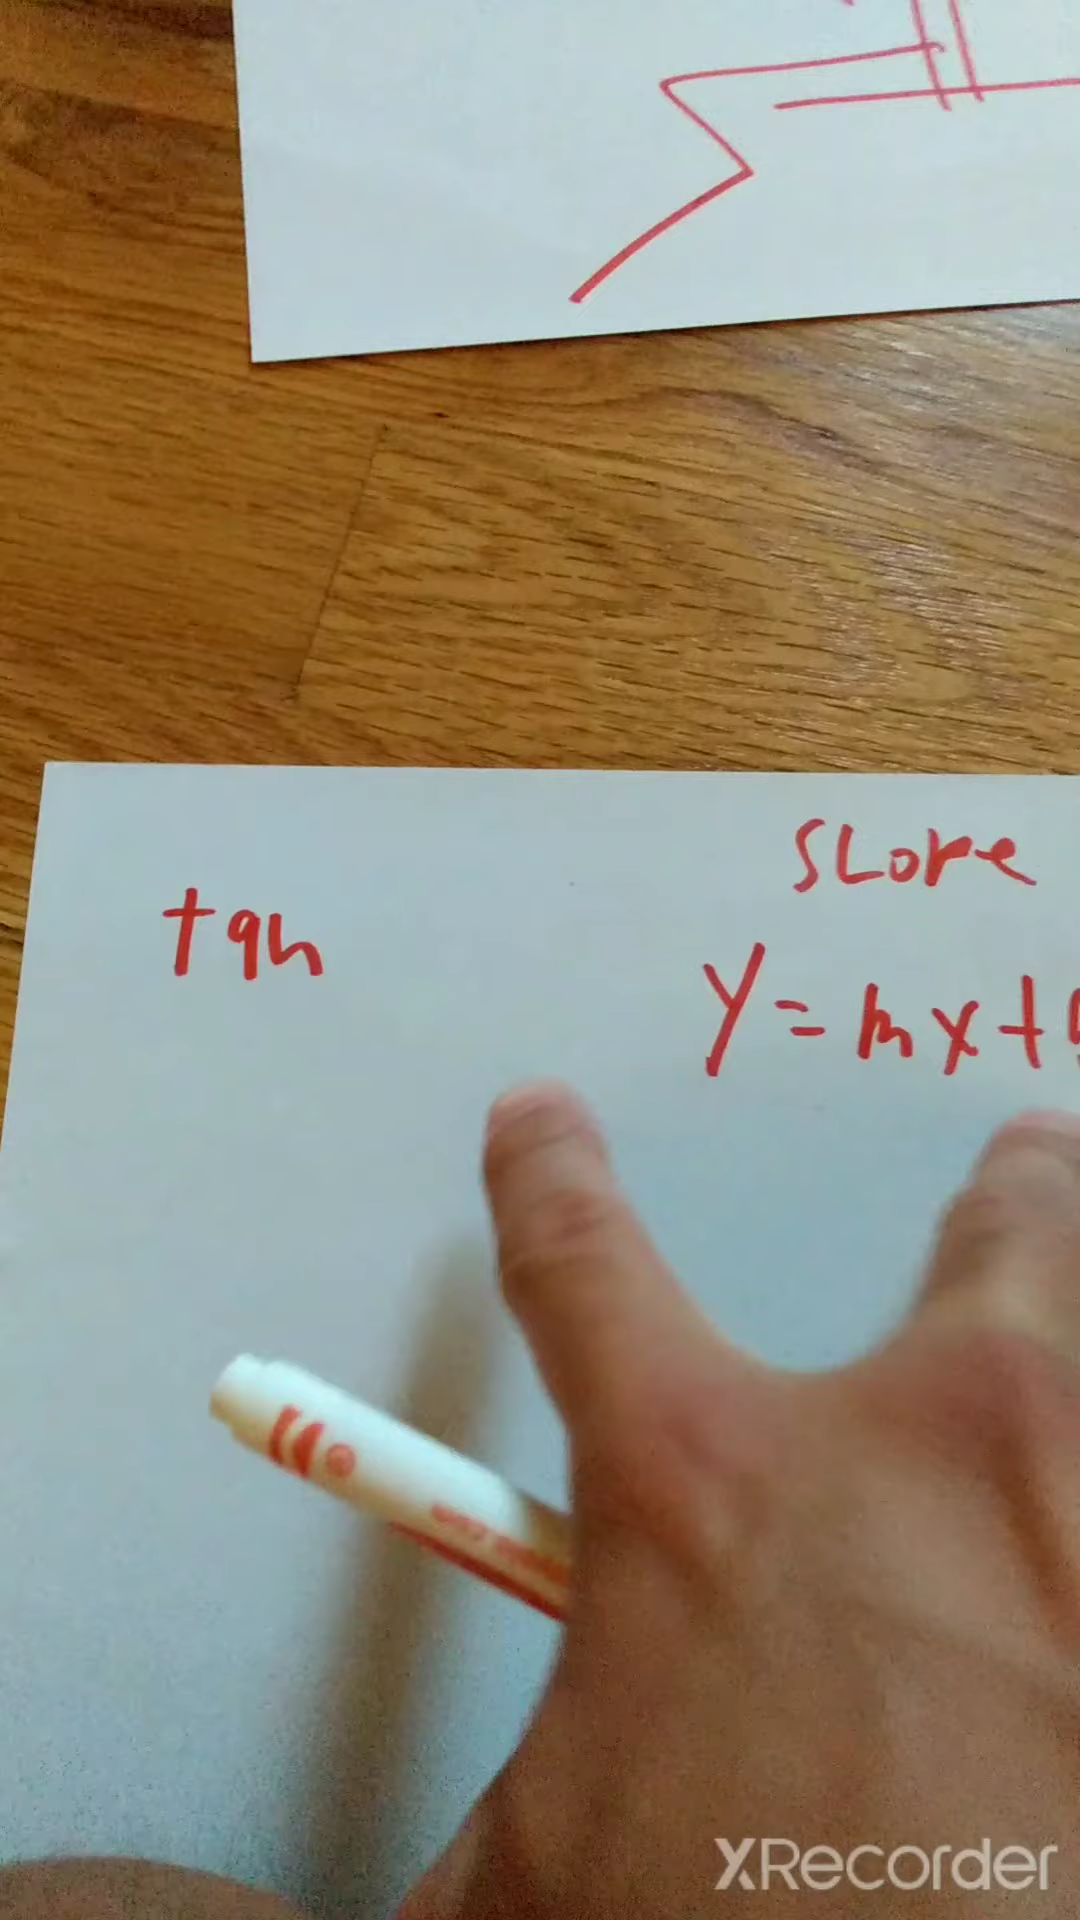 slope
tan
y = mx +
XRecorder